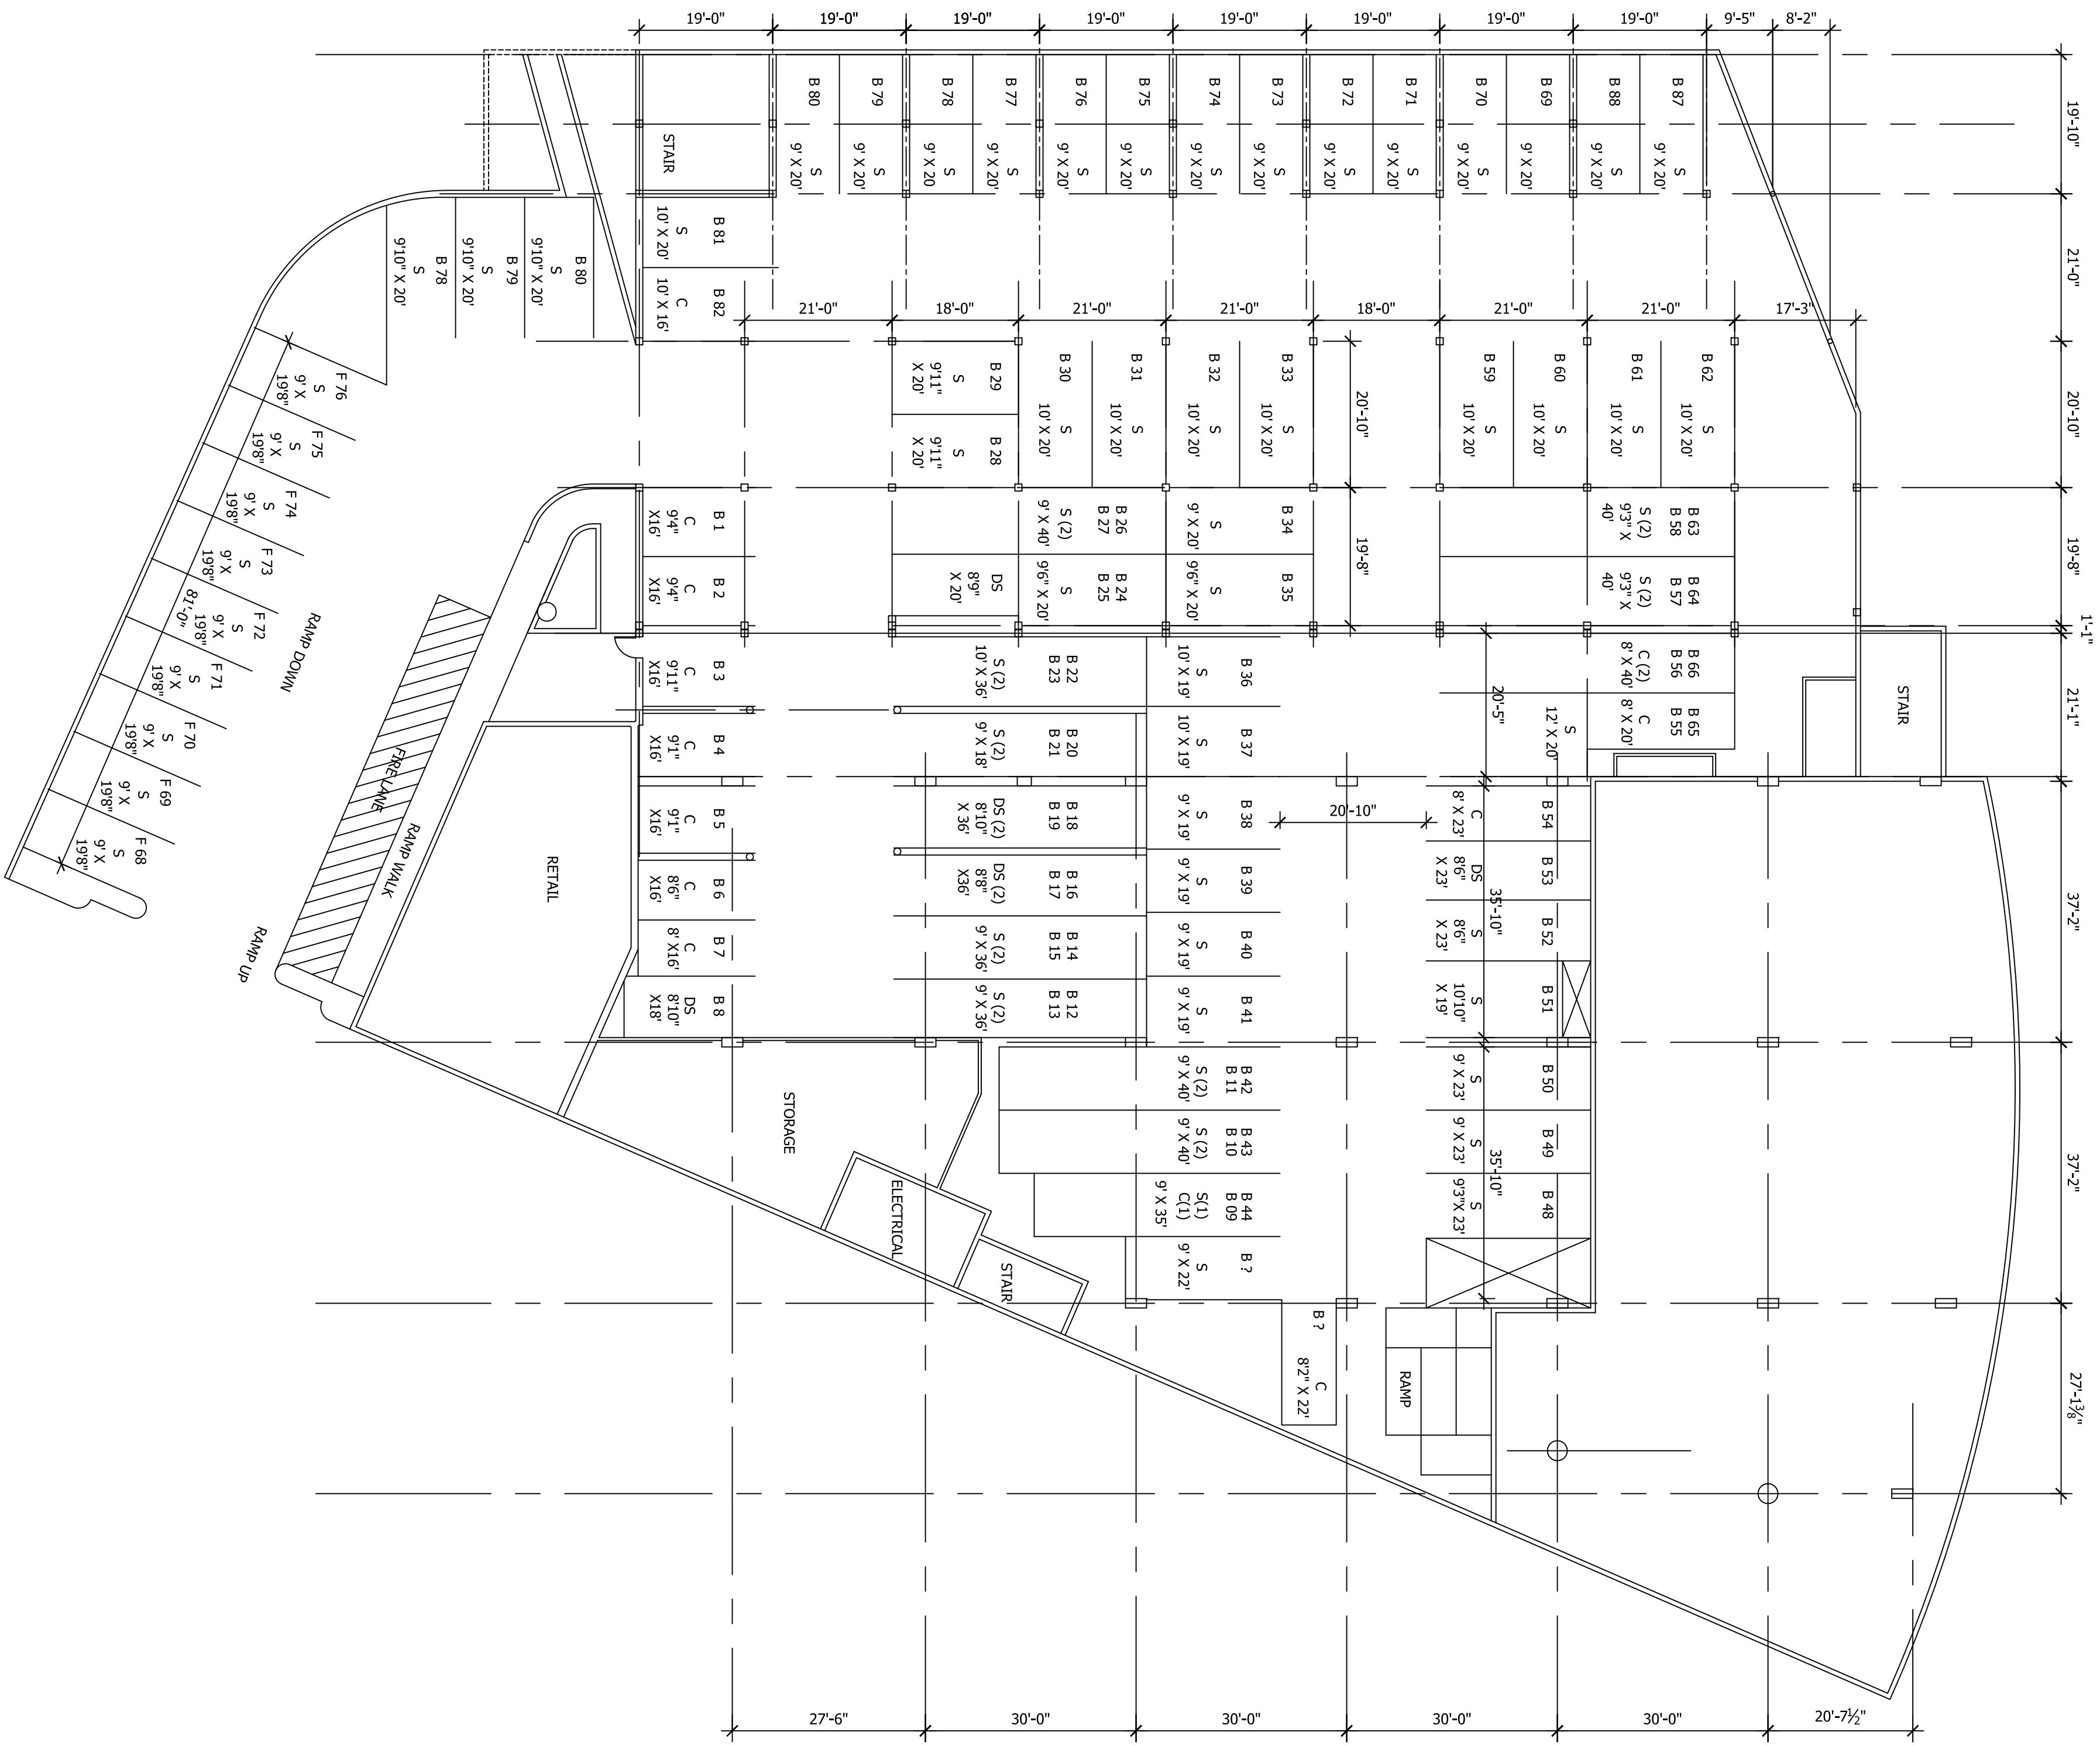 19'-0"
19'-0"
19'-0"
19'-0"
19'-0"
19'-0"
19'-0"
19'-0"
9'-5"
8'-2"
19'-10"
21'-0"
20'-10"
19'-8"
1'-1"
21'-1"
37'-2"
37'-2"
27'-1⅜"
STAIR
B 80
S
9' X 20'
B 79
S
9' X 20'
B 78
S
9' X 20
B 77
S
9' X 20'
B 76
S
9' X 20'
B 75
S
9' X 20'
B 74
S
9' X 20'
B 73
S
9' X 20'
B 72
S
9' X 20'
B 71
S
9' X 20'
B 70
S
9' X 20'
B 69
S
9' X 20'
B 88
S
9' X 20'
B 87
S
9' X 20'
B 81
S
10' X 20'
B 82
C
10' X 16'
B 80
S
9'10" X 20'
B 79
S
9'10" X 20'
B 78
S
9'10" X 20'
21'-0"
18'-0"
21'-0"
21'-0"
18'-0"
21'-0"
21'-0"
17'-3"
B 29
S
9'11"
X 20'
B 28
S
9'11"
X 20'
B 30
S
10' X 20'
B 31
S
10' X 20'
B 32
S
10' X 20'
B 33
S
10' X 20'
20'-10"
B 59
S
10' X 20'
B 60
S
10' X 20'
B 61
S
10' X 20'
B 62
S
10' X 20'
B 1
C
9'4"
X16'
B 2
C
9'4"
X16'
B 26
B 27
S (2)
9' X 40'
B 34
S
9' X 20'
DS
8'9"
X 20'
B 24
B 25
S
9'6" X 20'
B 35
S
9'6" X 20'
19'-8"
B 63
B 58
S (2)
9'3" X
40'
B 64
B 57
S (2)
9'3" X
40'
B 66
B 56
C (2)
8' X 40'
B 65
B 55
C
8' X 20'
S
12' X 20'
20'-5"
STAIR
F 76
S
9' X
19'8"
F 75
S
9' X
19'8"
F 74
S
9' X
19'8"
F 73
S
9' X
19'8"
F 72
S
9' X
19'8"
F 71
S
9' X
19'8"
F 70
S
9' X
19'8"
F 69
S
9' X
19'8"
F 68
S
9' X
19'8"
81'-0"
RAMP DOWN
FIRE LANE
RAMP WALK
RAMP UP
RETAIL
B 3
C
9'11"
X16'
B 4
C
9'1"
X16'
B 5
C
9'1"
X16'
B 6
C
8'6"
X16'
B 7
C
8' X16'
B 8
DS
8'10"
X18'
B 22
B 23
S (2)
10' X 36'
B 20
B 21
S (2)
9' X 18'
B 18
B 19
DS (2)
8'10"
X 36'
B 16
B 17
DS (2)
8'8"
X36'
B 14
B 15
S (2)
9' X 36'
B 12
B 13
S (2)
9' X 36'
B 36
S
10' X 19'
B 37
S
10' X 19'
B 38
S
9' X 19'
B 39
S
9' X 19'
B 40
S
9' X 19'
B 41
S
9' X 19'
20'-10"
B 42
B 11
S (2)
9' X 40'
B 43
B 10
S (2)
9' X 40'
B 44
B 09
S(1)
C(1)
9' X 35'
B ?
S
9' X 22'
B ?
C
8'2" X 22'
B 54
C
8' X 23'
B 53
DS
8'6"
X 23'
B 52
S
8'6"
X 23'
B 51
S
10'10"
X 19'
35'-10"
B 50
S
9' X 23'
B 49
S
9' X 23'
B 48
S
9'3"X 23'
35'-10"
STORAGE
ELECTRICAL
STAIR
RAMP
27'-6"
30'-0"
30'-0"
30'-0"
30'-0"
20'-7½"